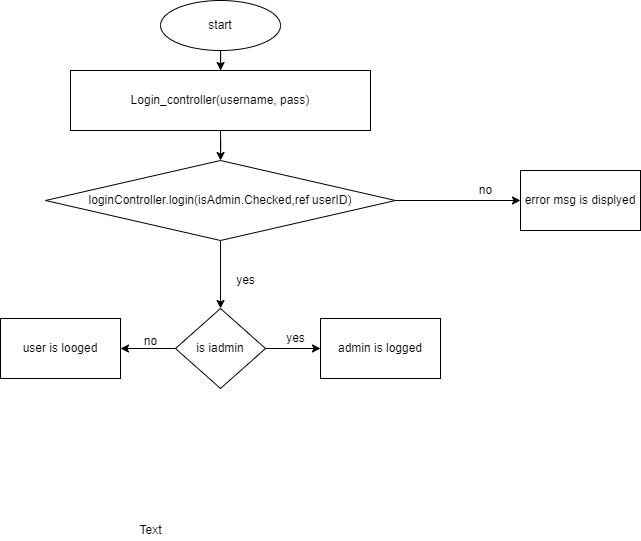 start
Login_controller(username, pass)
loginController.login(isAdmin.Checked,ref userID)
no
error msg is displyed
yes
user is looged
no
is iadmin
yes
admin is logged
Text